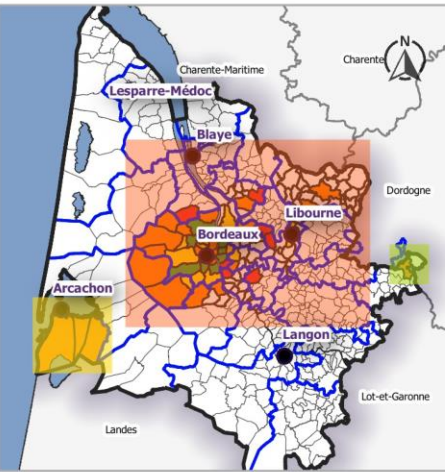 N
Charente
Charente-Maritime
Lesparre-Médoc
Blaye
Dordogne
Libourne
Bordeaux
Arcachon
Langon
Lot-et-Garonne
Landes